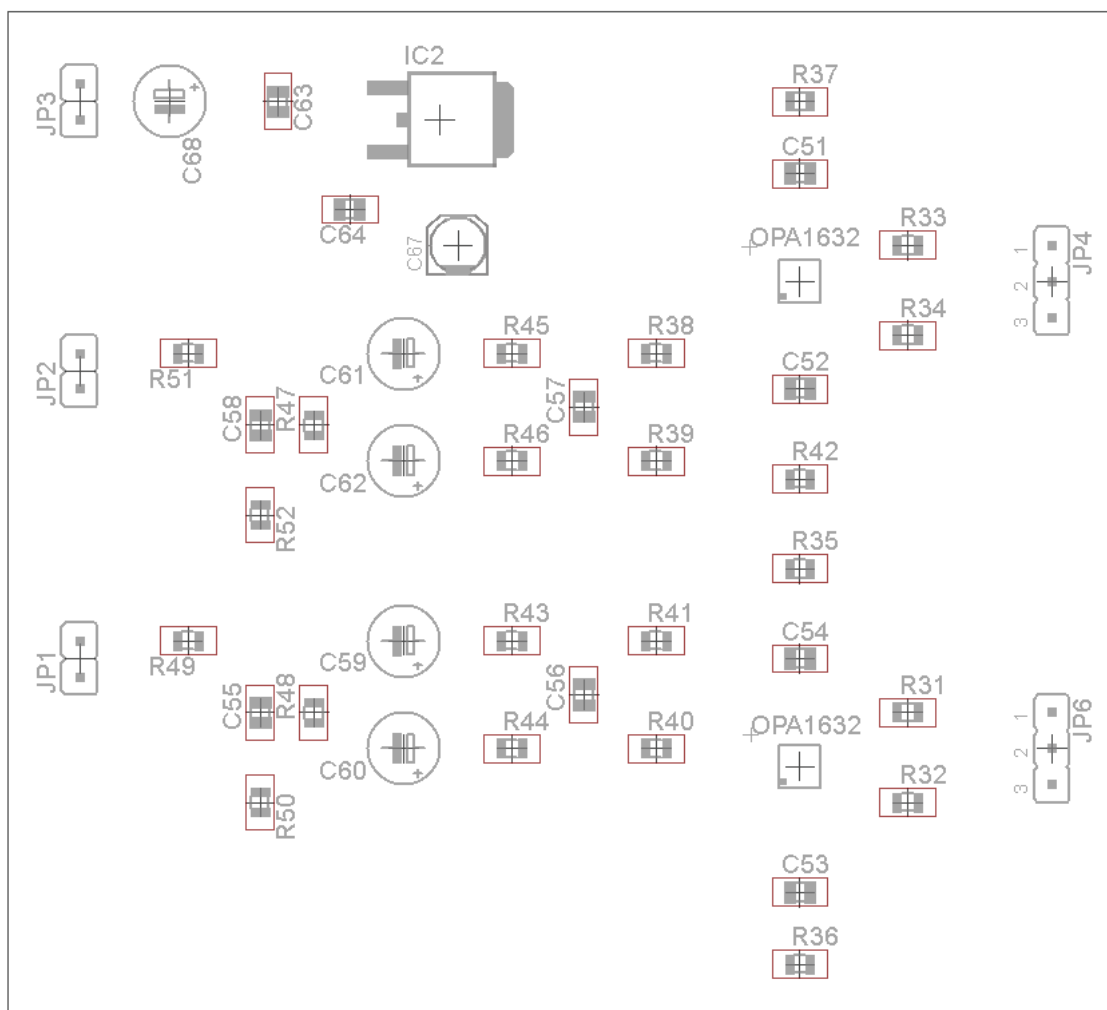 IC2
R37
JP3
C68
C63
C51
C64
C67
OPA1632
R33
1
2
3
JP4
R34
R45
R38
JP2
R51
C61
C52
C58
R47
C57
R46
R39
C62
R42
R52
R35
R43
R41
C54
JP1
R49
C59
C55
R48
C56
R31
R44
R40
OPA1632
1
2
3
JP6
C60
R32
R50
C53
R36